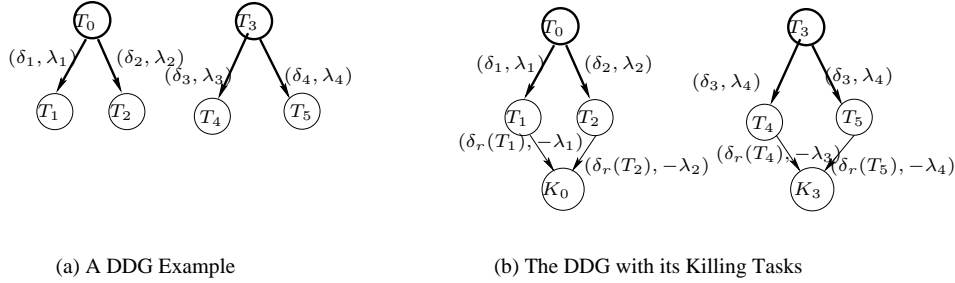 T₀ T₃
(δ₁, λ₁) (δ₂, λ₂) (δ₃, λ₃) (δ₄, λ₄)
T₁ T₂ T₄ T₅
(a) A DDG Example
T₀ T₃
(δ₁, λ₁) (δ₂, λ₂) (δ₃, λ₄) (δ₃, λ₄)
T₁ T₂ T₄ T₅
(δᵣ(T₁), −λ₁) (δᵣ(T₂), −λ₂) (δᵣ(T₄), −λ₃) (δᵣ(T₅), −λ₄)
K₀ K₃
(b) The DDG with its Killing Tasks